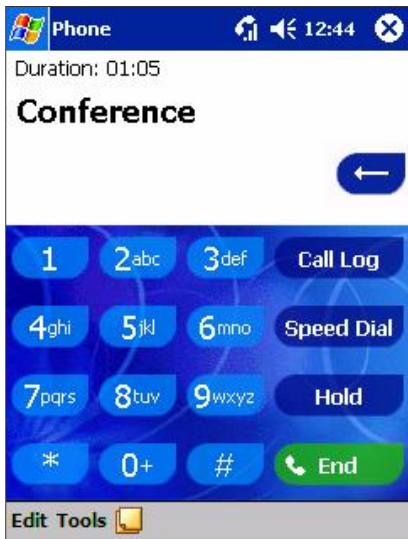 Phone 12:44
Duration: 01:05
Conference
1 2abc 3def Call Log
4ghi 5jkl 6mno Speed Dial
7pqrs 8tuv 9wxyz Hold
* 0+ # End
Edit Tools